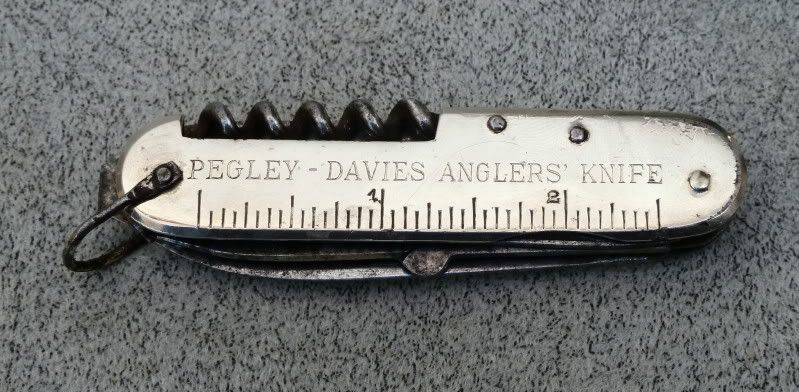 PEGLEY - DAVIES ANGLERS' KNIFE
1 2